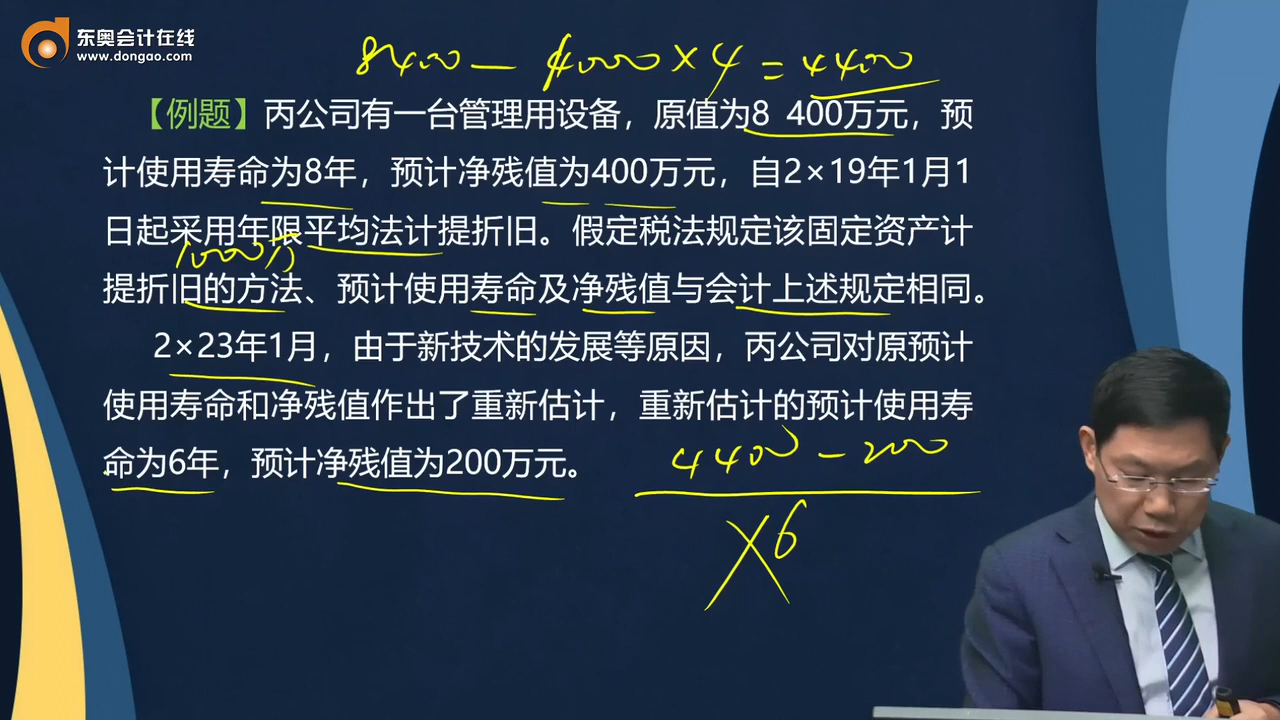 东奥会计在线
www.dongao.com
8400 - 1000 × 4 = 4400
【例题】丙公司有一台管理用设备，原值为8 400万元，预
计使用寿命为8年，预计净残值为400万元，自2×19年1月1
日起采用年限平均法计提折旧。假定税法规定该固定资产计
1000万
提折旧的方法、预计使用寿命及净残值与会计上述规定相同。
2×23年1月，由于新技术的发展等原因，丙公司对原预计
使用寿命和净残值作出了重新估计，重新估计的预计使用寿
命为6年，预计净残值为200万元。
4400 - 200
×6